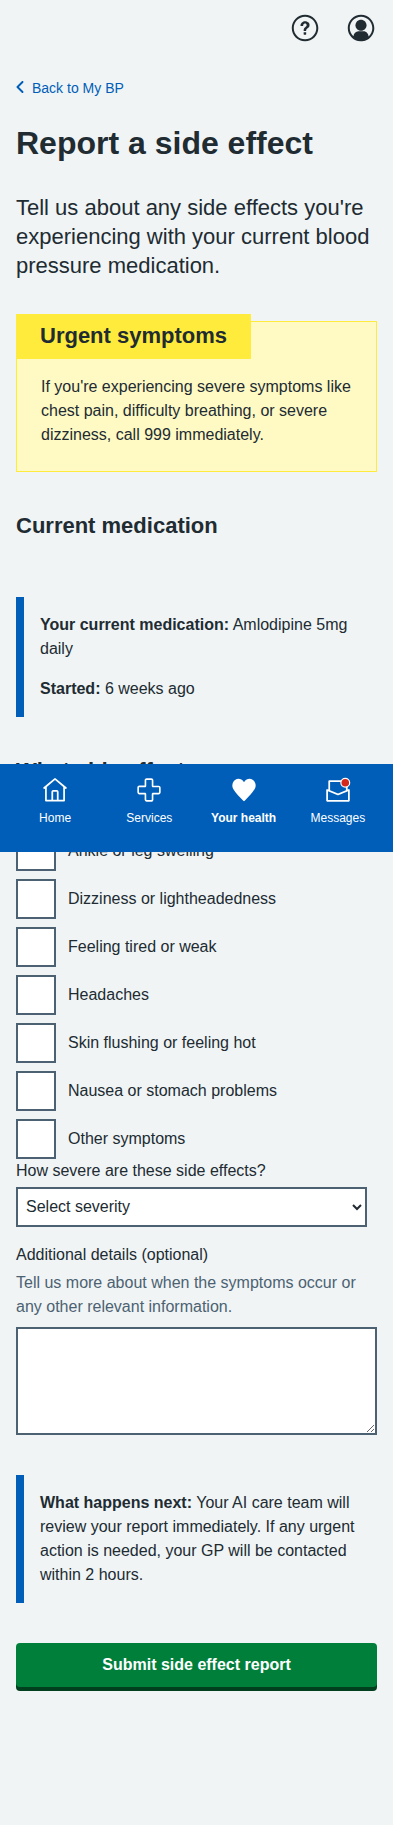 Back to My BP
Report a side effect
Tell us about any side effects you're
experiencing with your current blood
pressure medication.
Urgent symptoms
If you're experiencing severe symptoms like
chest pain, difficulty breathing, or severe
dizziness, call 999 immediately.
Current medication
Your current medication: Amlodipine 5mg
daily
Started: 6 weeks ago
Home
Services
Your health
Messages
Ankle or leg swelling
Dizziness or lightheadedness
Feeling tired or weak
Headaches
Skin flushing or feeling hot
Nausea or stomach problems
Other symptoms
How severe are these side effects?
Select severity
Additional details (optional)
Tell us more about when the symptoms occur or
any other relevant information.
What happens next: Your AI care team will
review your report immediately. If any urgent
action is needed, your GP will be contacted
within 2 hours.
Submit side effect report